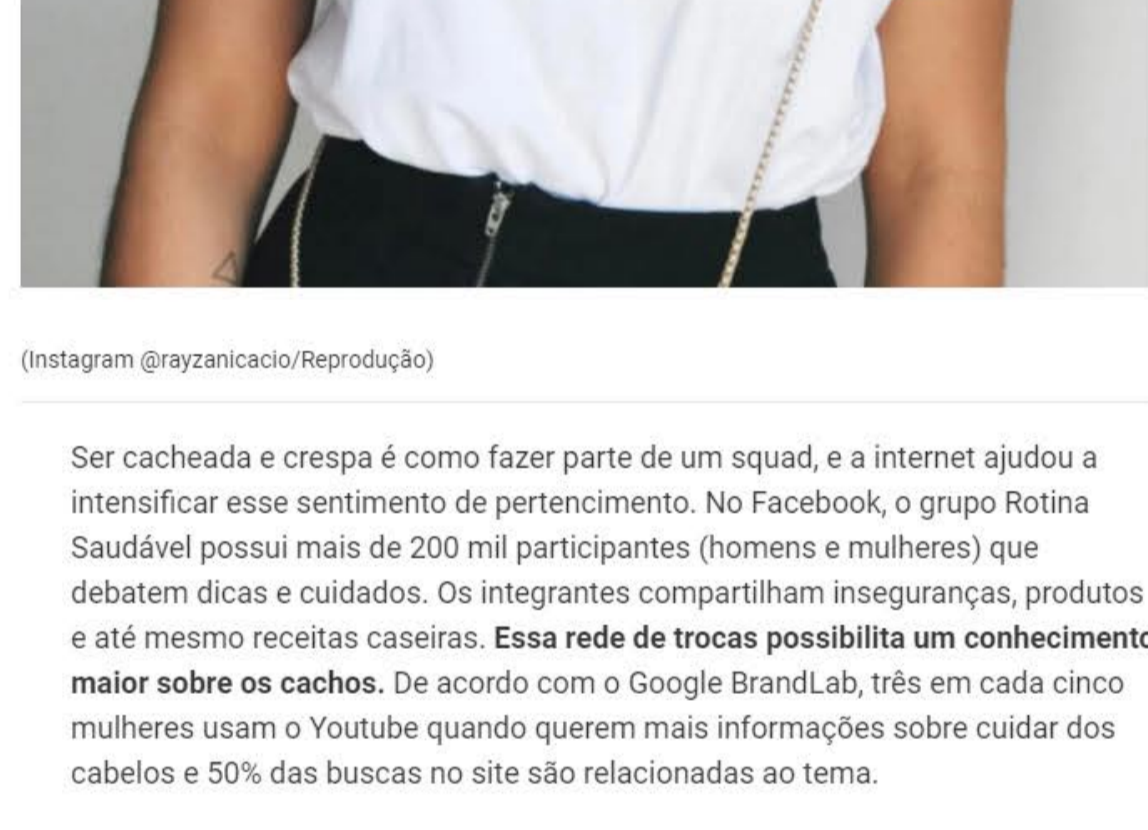 (Instagram @rayzanicacio/Reprodução)
Ser cacheada e crespa é como fazer parte de um squad, e a internet ajudou a
intensificar esse sentimento de pertencimento. No Facebook, o grupo Rotina
Saudável possui mais de 200 mil participantes (homens e mulheres) que
debatem dicas e cuidados. Os integrantes compartilham inseguranças, produtos
e até mesmo receitas caseiras. Essa rede de trocas possibilita um conhecimento
maior sobre os cachos. De acordo com o Google BrandLab, três em cada cinco
mulheres usam o Youtube quando querem mais informações sobre cuidar dos
cabelos e 50% das buscas no site são relacionadas ao tema.